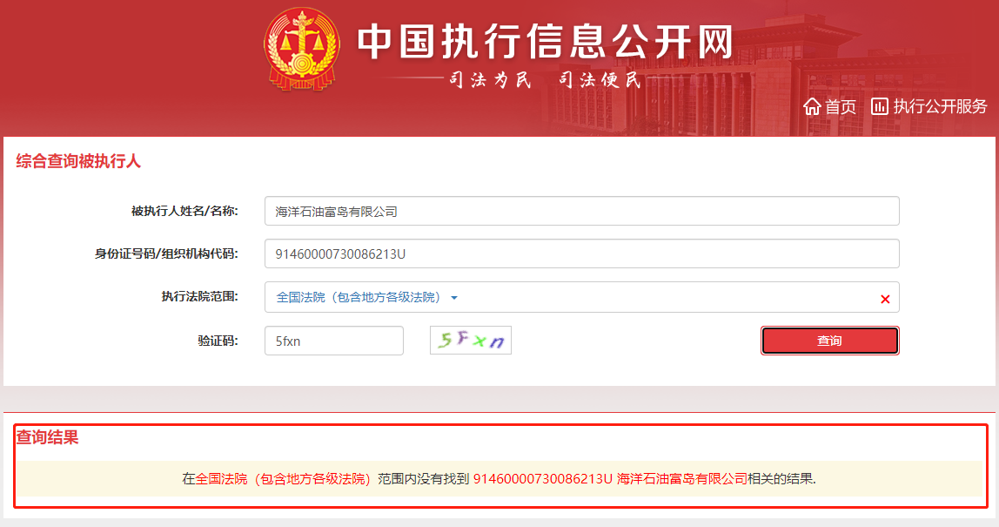 中国执行信息公开网
司法为民 司法便民
首页 执行公开服务
综合查询被执行人
被执行人姓名/名称: 海洋石油富岛有限公司
身份证号码/组织机构代码: 91460000730086213U
执行法院范围: 全国法院（包含地方各级法院）
验证码: 5fxn 5Fxn 查询
查询结果
在全国法院（包含地方各级法院）范围内没有找到 91460000730086213U 海洋石油富岛有限公司相关的结果.